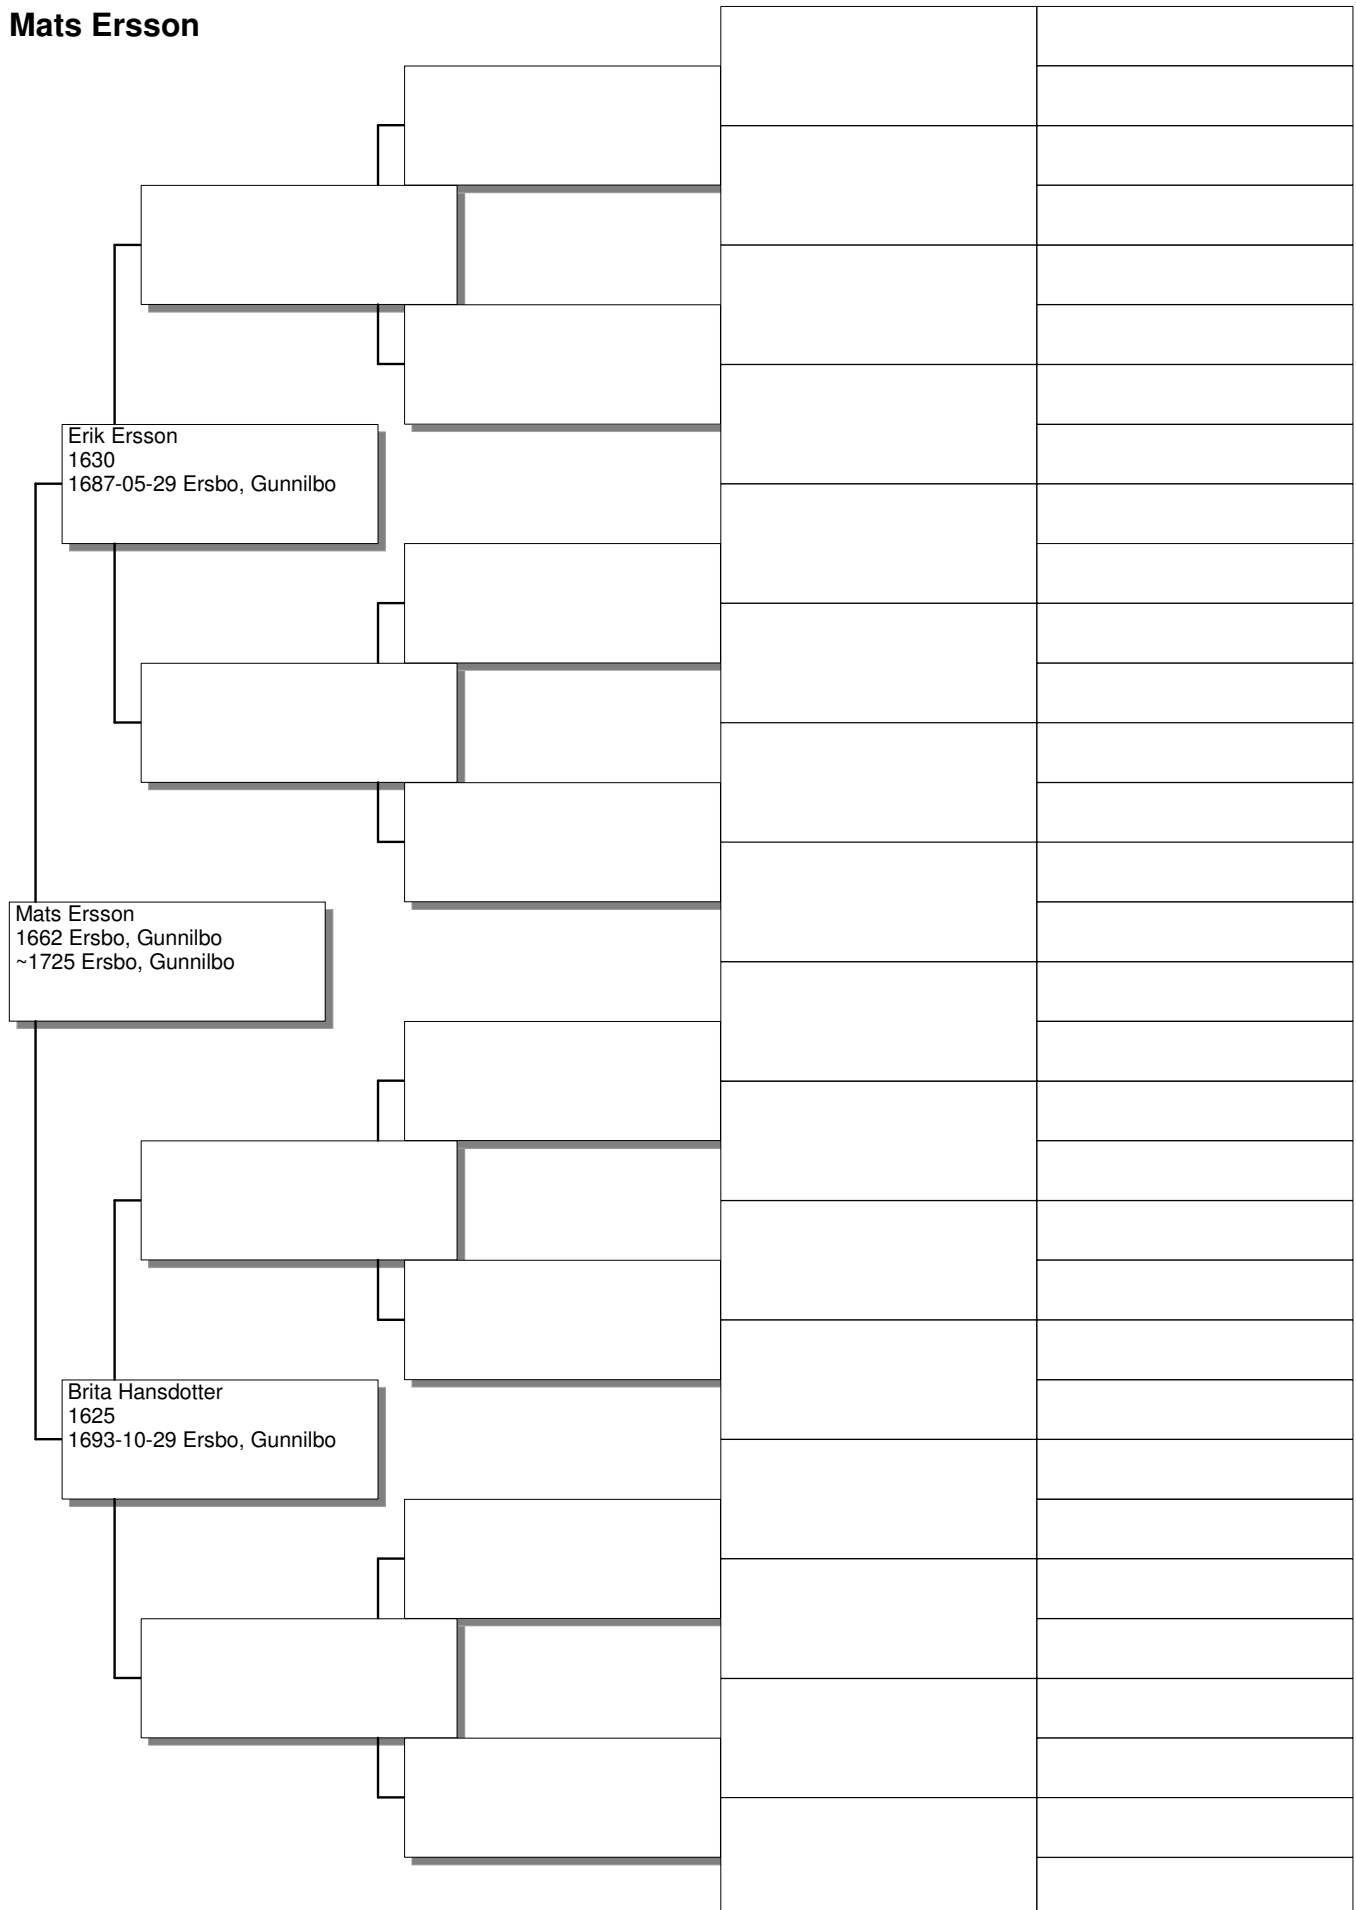 Mats Ersson
Erik Ersson
1630
1687-05-29 Ersbo, Gunnilbo
Mats Ersson
1662 Ersbo, Gunnilbo
~1725 Ersbo, Gunnilbo
Brita Hansdotter
1625
1693-10-29 Ersbo, Gunnilbo